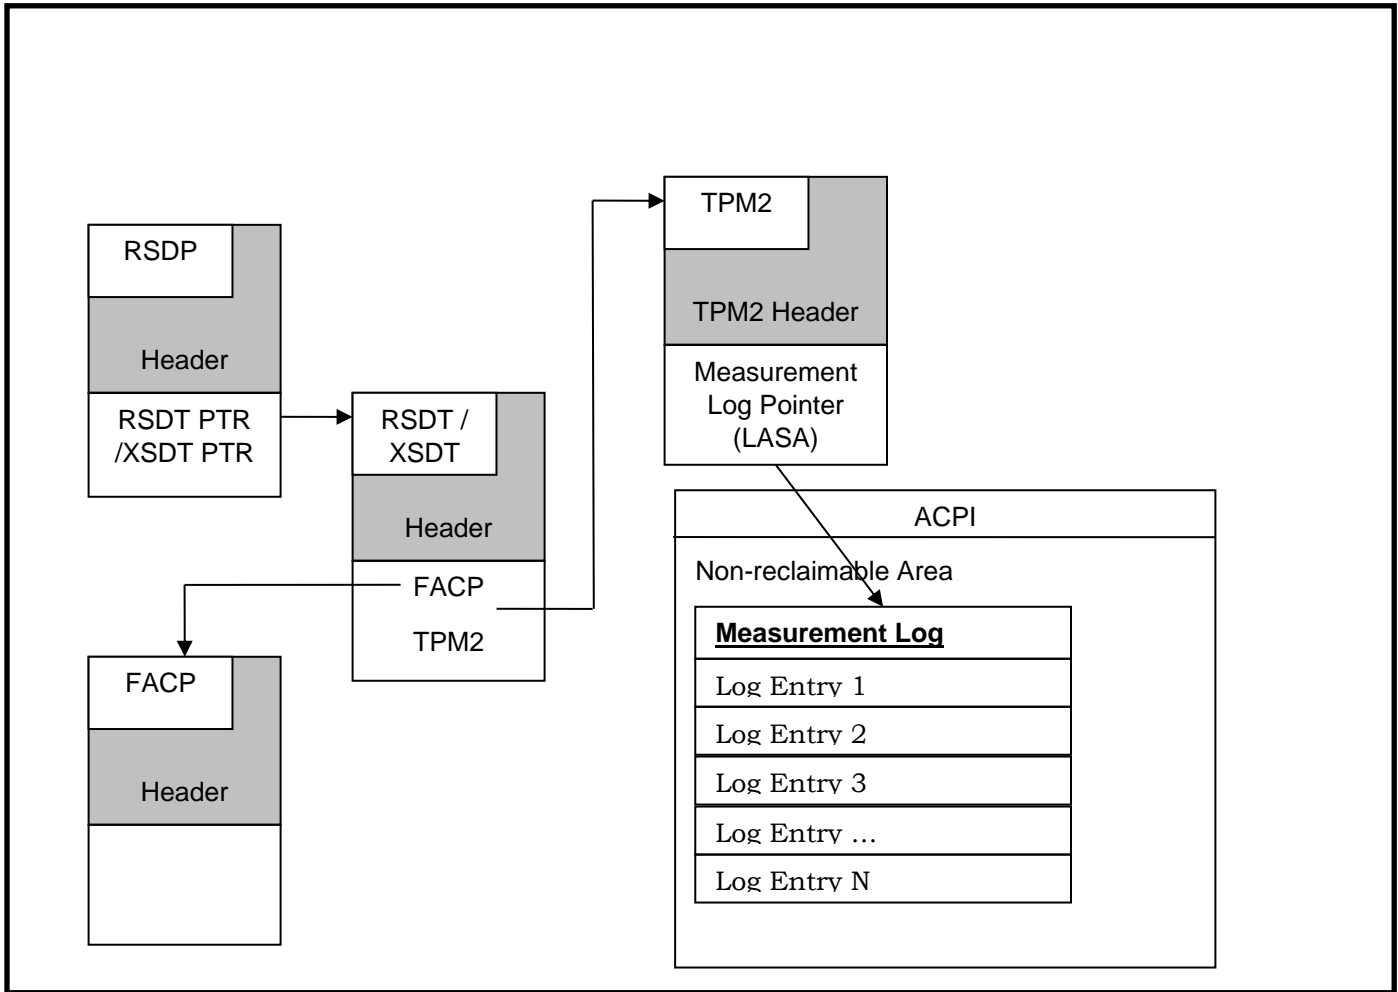 RSDP
Header
RSDT PTR
/XSDT PTR
RSDT /
XSDT
Header
FACP
TPM2
FACP
Header
TPM2
TPM2 Header
Measurement
Log Pointer
(LASA)
ACPI
Non-reclaimable Area
Measurement Log
Log Entry 1
Log Entry 2
Log Entry 3
Log Entry …
Log Entry N